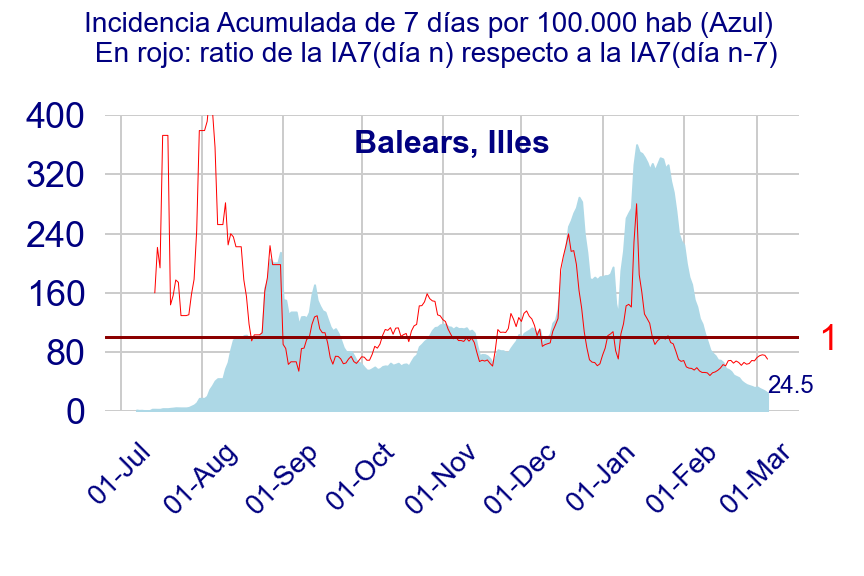 Incidencia Acumulada de 7 días por 100.000 hab (Azul)
En rojo: ratio de la IA7(día n) respecto a la IA7(día n-7)
Balears, Illes
400
320
240
160
80
0
1
24.5
01-Jul
01-Aug
01-Sep
01-Oct
01-Nov
01-Dec
01-Jan
01-Feb
01-Mar